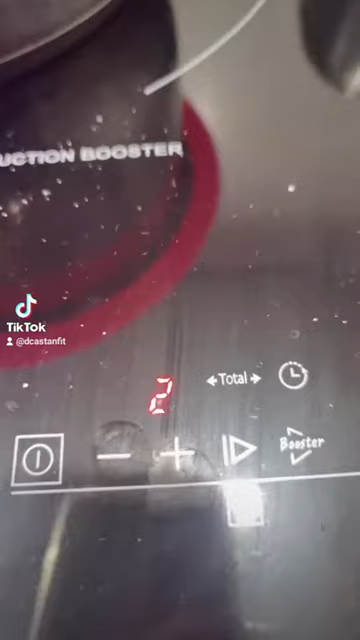 UCTION BOOSTER
TikTok
@dcastanfit
Total
2
Booster